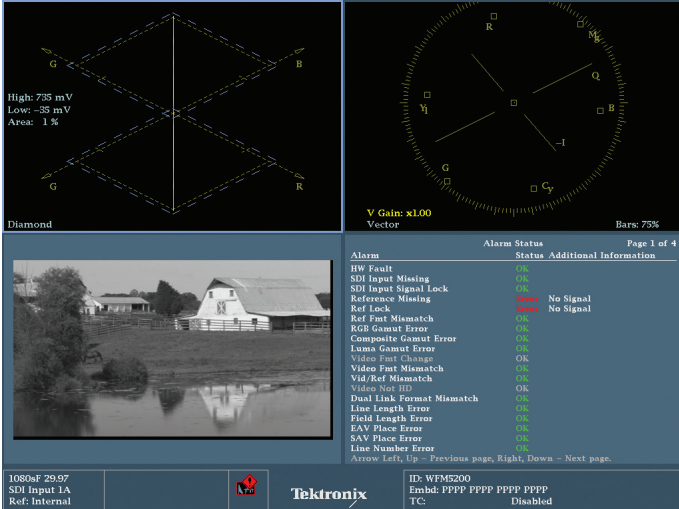 G
B
High: 735 mV
Low: -35 mV
Area: 1 %
G
R
Diamond
R
Mg
Q
Yl
B
-I
G
Cy
V Gain: x1.00
Vector
Bars: 75%
Alarm Status
Page 1 of 4
Alarm Status Additional Information
HW Fault OK
SDI Input Missing OK
SDI Input Signal Lock OK
Reference Missing No Signal
Ref Lock No Signal
Ref Fmt Mismatch OK
RGB Gamut Error OK
Composite Gamut Error OK
Luma Gamut Error OK
Video Fmt Change OK
Video Fmt Mismatch OK
Vid/Ref Mismatch OK
Video Not HD OK
Dual Link Format Mismatch OK
Line Length Error OK
Field Length Error OK
EAV Place Error OK
SAV Place Error OK
Line Number Error OK
Arrow Left, Up – Previous page, Right, Down – Next page.
1080sF 29.97
SDI Input 1A
Ref: Internal
Tektronix
ID: WFM5200
Embd: PPPP PPPP PPPP PPPP
TC: Disabled